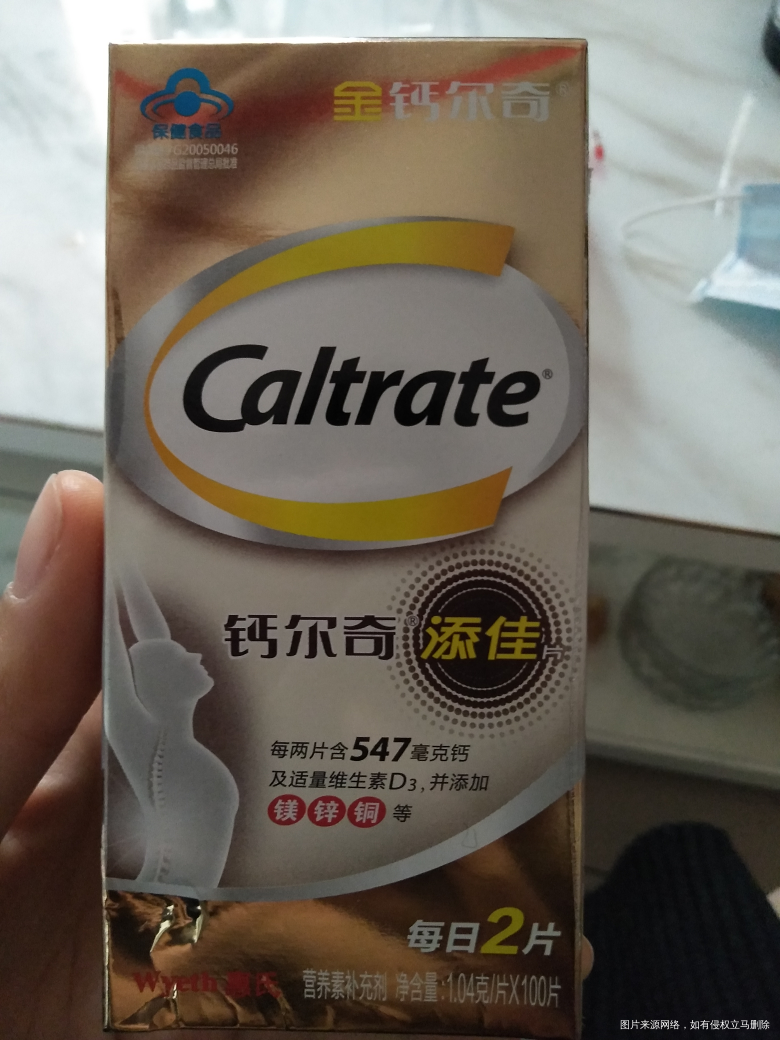 金钙尔奇®
保健食品
G20050046
Caltrate®
钙尔奇®添佳片
每两片含547毫克钙
及适量维生素D3,并添加
镁 锌 铜 等
每日2片
Wyeth 惠氏
营养素补充剂 净含量:1.04克/片X100片
图片来源网络，如有侵权立马删除